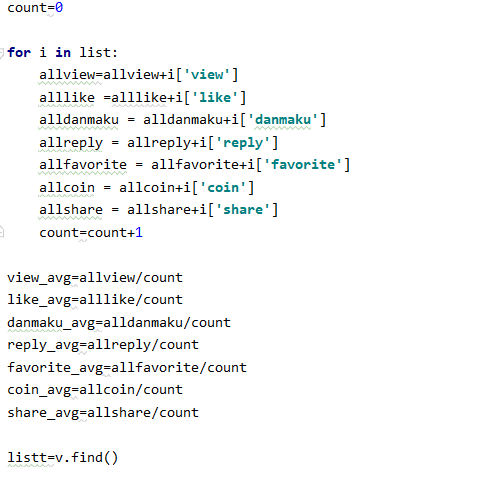 count=0
for i in list:
allview=allview+i['view']
alllike =alllike+i['like']
alldanmaku = alldanmaku+i['danmaku']
allreply = allreply+i['reply']
allfavorite = allfavorite+i['favorite']
allcoin = allcoin+i['coin']
allshare = allshare+i['share']
count=count+1
view_avg=allview/count
like_avg=alllike/count
danmaku_avg=alldanmaku/count
reply_avg=allreply/count
favorite_avg=allfavorite/count
coin_avg=allcoin/count
share_avg=allshare/count
listt=v.find()